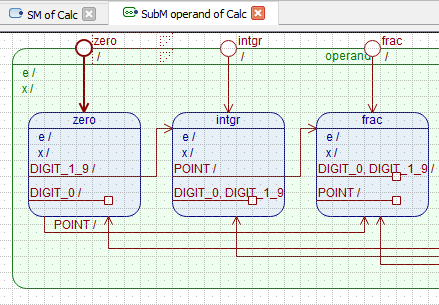 SM of Calc
SubM operand of Calc
zero
/
intgr
/
frac
/
operand
e /
x /
zero
e /
x /
DIGIT_1_9 /
DIGIT_0 /
POINT /
intgr
e /
x /
POINT /
DIGIT_0, DIGIT_1_9
frac
e /
x /
DIGIT_0, DIGIT_1_9 /
POINT /